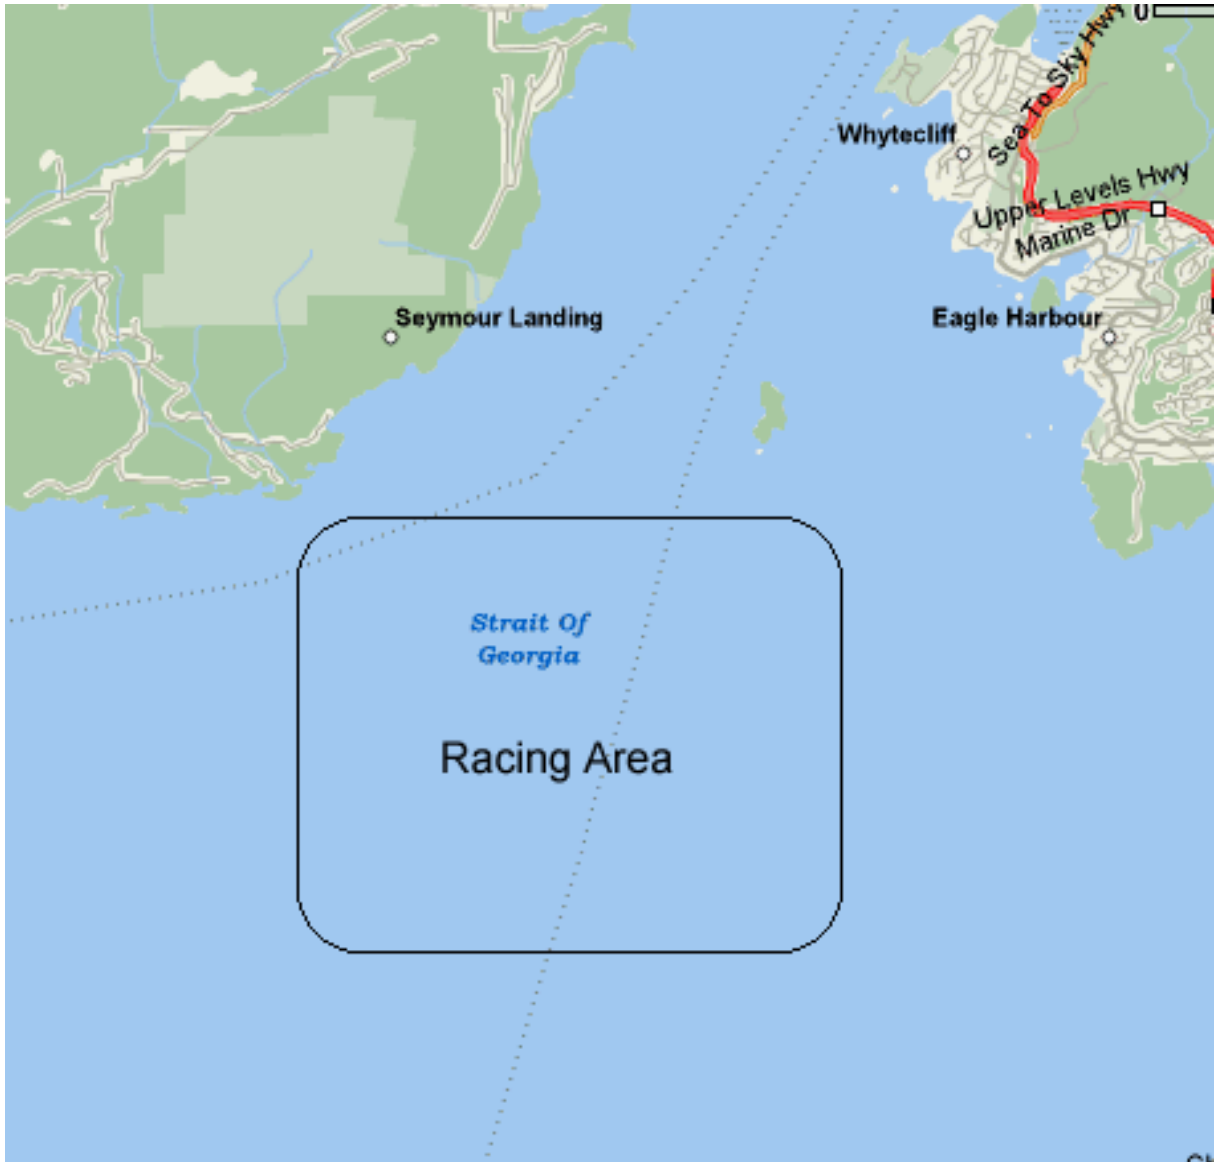 0
Sea To Sky Hwy
Whytecliff
Upper Levels Hwy
Marine Dr
Seymour Landing
Eagle Harbour
Strait Of
Georgia
Racing Area